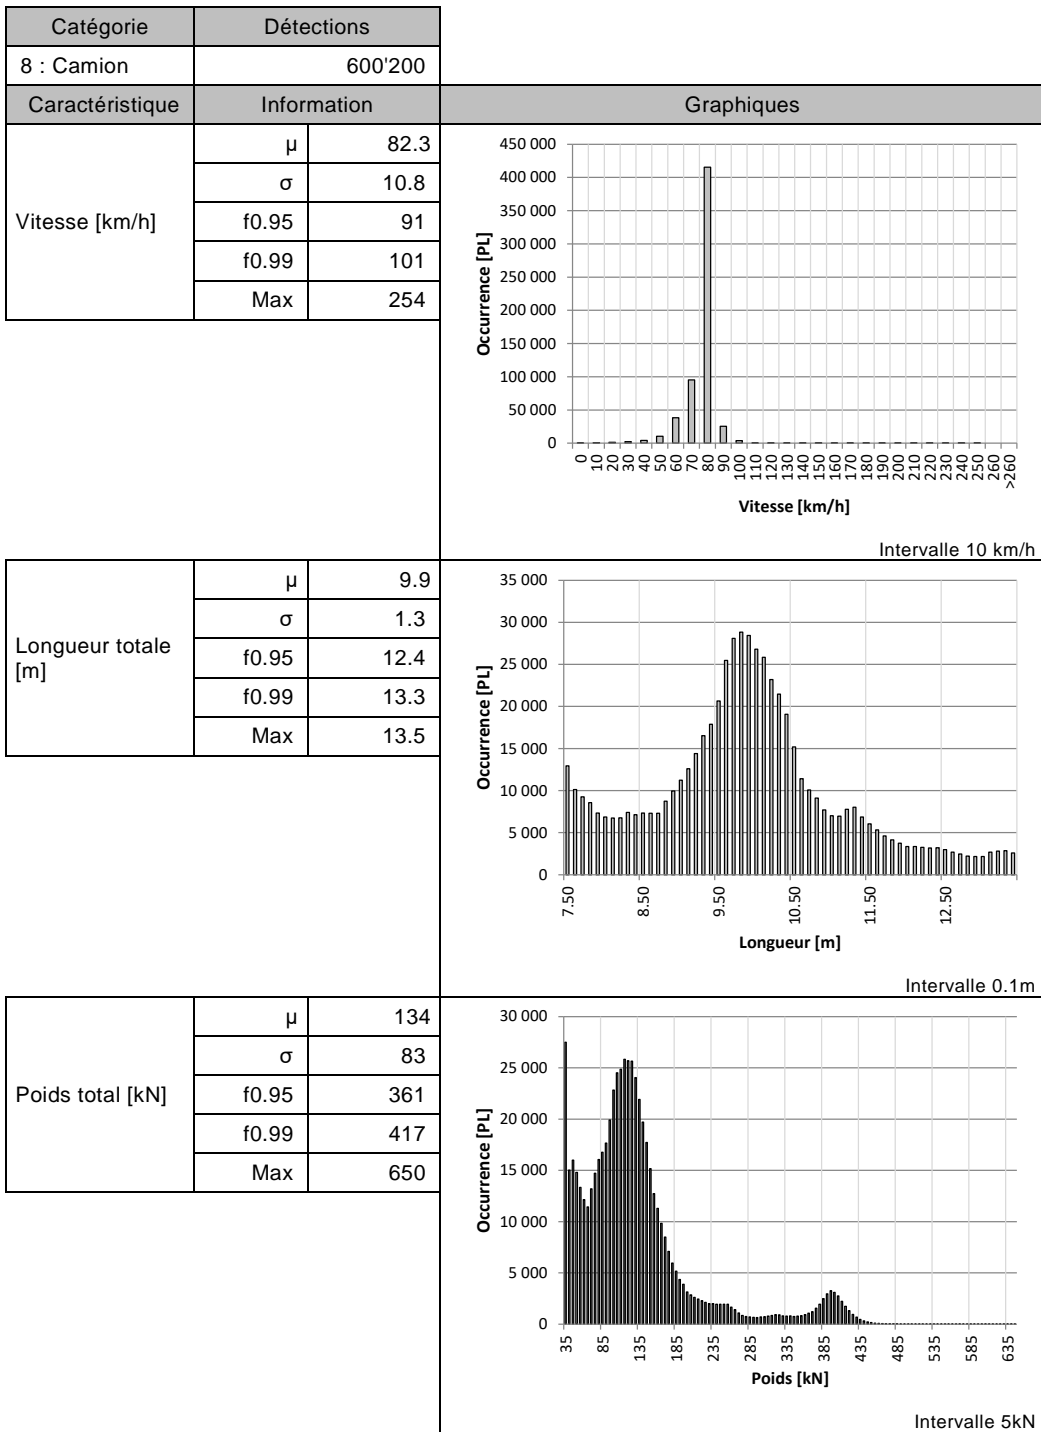 Catégorie Détections
8 : Camion 600'200
Caractéristique Information Graphiques
Vitesse [km/h]
µ 82.3
σ 10.8
f0.95 91
f0.99 101
Max 254
450 000
400 000
350 000
300 000
250 000
200 000
150 000
100 000
50 000
0
Occurrence [PL]
0 10 20 30 40 50 60 70 80 90 100 110 120 130 140 150 160 170 180 190 200 210 220 230 240 250 260 >260
Vitesse [km/h]
Intervalle 10 km/h
Longueur totale
[m]
µ 9.9
σ 1.3
f0.95 12.4
f0.99 13.3
Max 13.5
35 000
30 000
25 000
20 000
15 000
10 000
5 000
0
Occurrence [PL]
7.50 8.50 9.50 10.50 11.50 12.50
Longueur [m]
Intervalle 0.1m
Poids total [kN]
µ 134
σ 83
f0.95 361
f0.99 417
Max 650
30 000
25 000
20 000
15 000
10 000
5 000
0
Occurrence [PL]
35 85 135 185 235 285 335 385 435 485 535 585 635
Poids [kN]
Intervalle 5kN